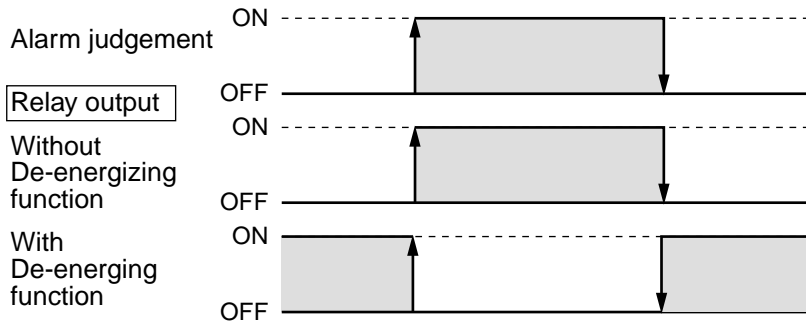 ON
Alarm judgement
OFF
Relay output
ON
Without
De-energizing
function
OFF
ON
With
De-energing
function
OFF